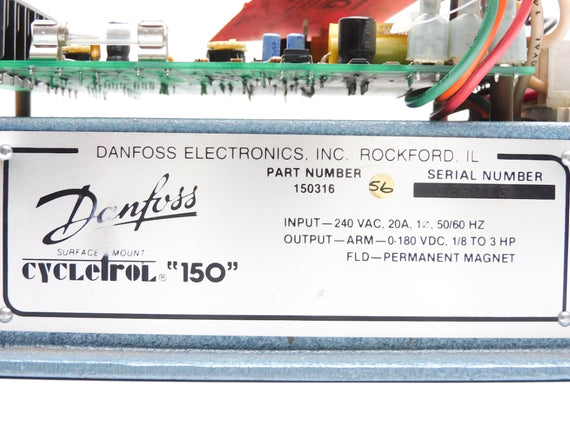 DANFOSS ELECTRONICS, INC. ROCKFORD, IL
PART NUMBER
150316
56
SERIAL NUMBER
Danfoss
SURFACE MOUNT
CYCLETROL® "150"
INPUT—240 VAC, 20A, 1Ø, 50/60 HZ
OUTPUT—ARM—0-180 VDC, 1/8 TO 3 HP
FLD—PERMANENT MAGNET